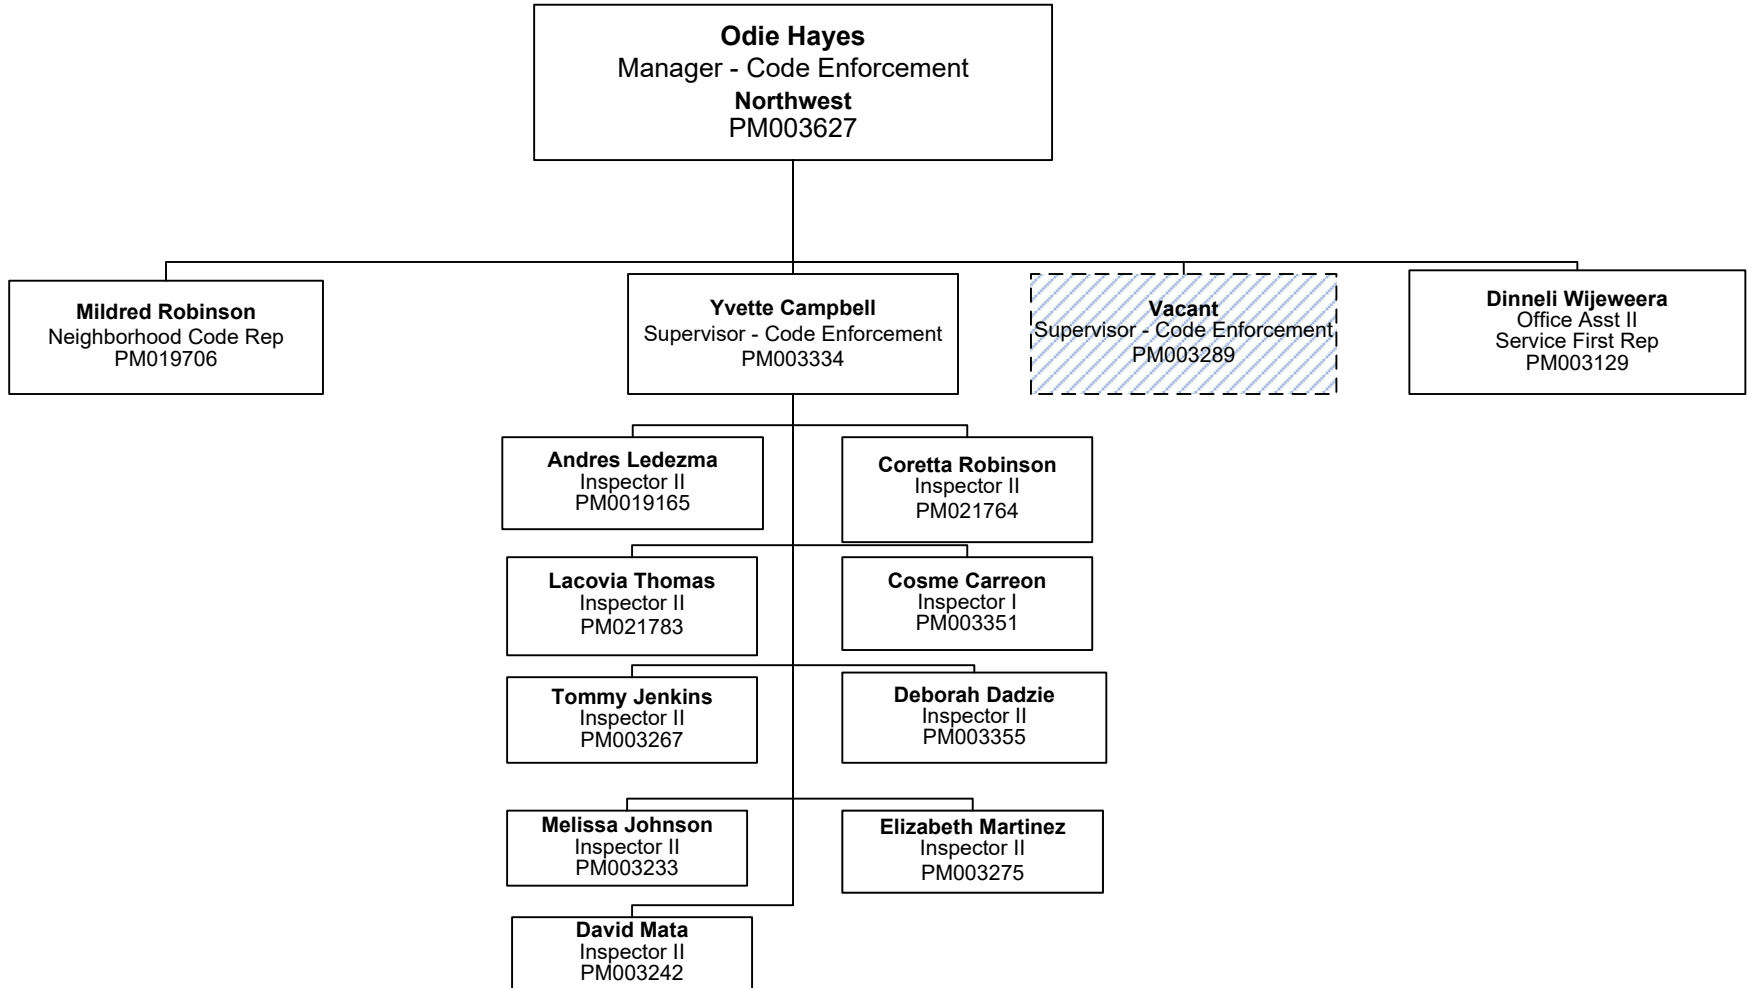 Odie Hayes
Manager - Code Enforcement
Northwest
PM003627
Mildred Robinson
Neighborhood Code Rep
PM019706
Yvette Campbell
Supervisor - Code Enforcement
PM003334
Vacant
Supervisor - Code Enforcement
PM003289
Dinneli Wijeweera
Office Asst II
Service First Rep
PM003129
Andres Ledezma
Inspector II
PM0019165
Coretta Robinson
Inspector II
PM021764
Lacovia Thomas
Inspector II
PM021783
Cosme Carreon
Inspector I
PM003351
Tommy Jenkins
Inspector II
PM003267
Deborah Dadzie
Inspector II
PM003355
Melissa Johnson
Inspector II
PM003233
Elizabeth Martinez
Inspector II
PM003275
David Mata
Inspector II
PM003242